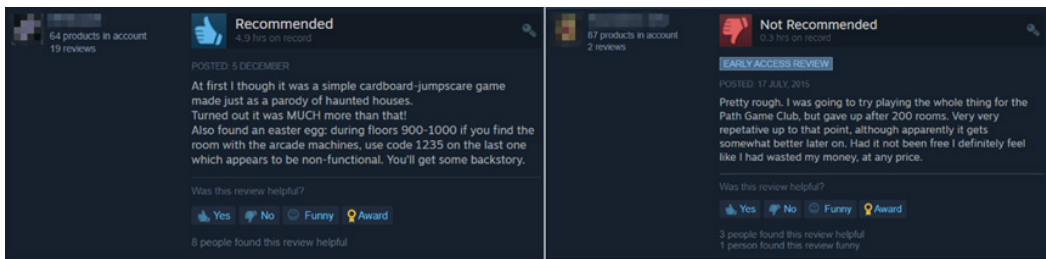 64 products in account
19 reviews
Recommended
4.9 hrs on record
POSTED: 5 DECEMBER
At first I though it was a simple cardboard-jumpscare game
made just as a parody of haunted houses.
Turned out it was MUCH more than that!
Also found an easter egg: during floors 900-1000 if you find the
room with the arcade machines, use code 1235 on the last one
which appears to be non-functional. You'll get some backstory.
Was this review helpful?
Yes No Funny Award
8 people found this review helpful
87 products in account
2 reviews
Not Recommended
0.3 hrs on record
EARLY ACCESS REVIEW
POSTED: 17 JULY, 2015
Pretty rough. I was going to try playing the whole thing for the
Path Game Club, but gave up after 200 rooms. Very very
repetative up to that point, although apparently it gets
somewhat better later on. Had it not been free I definitely feel
like I had wasted my money, at any price.
Was this review helpful?
Yes No Funny Award
3 people found this review helpful
1 person found this review funny